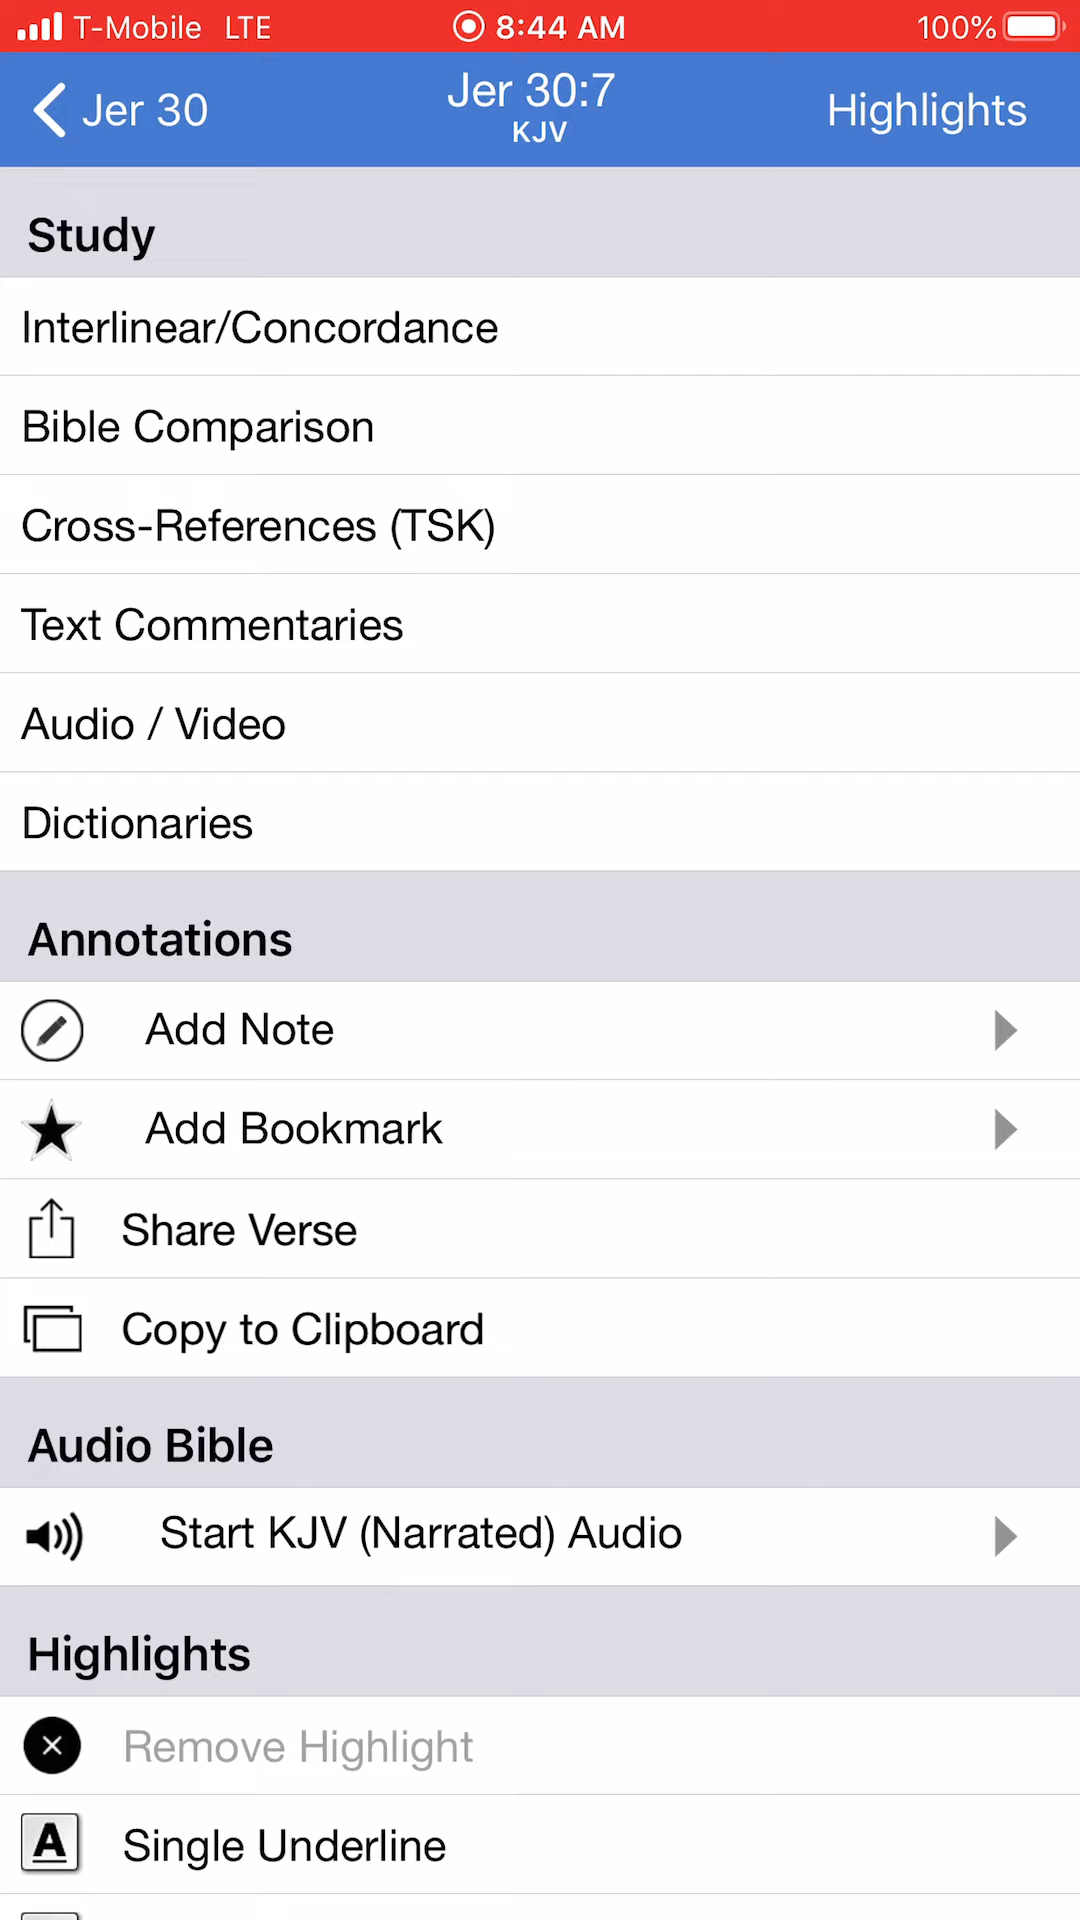 T-Mobile LTE 8:44 AM 100%
Jer 30 Jer 30:7 Highlights
KJV
Study
Interlinear/Concordance
Bible Comparison
Cross-References (TSK)
Text Commentaries
Audio / Video
Dictionaries
Annotations
Add Note
Add Bookmark
Share Verse
Copy to Clipboard
Audio Bible
Start KJV (Narrated) Audio
Highlights
Remove Highlight
A Single Underline